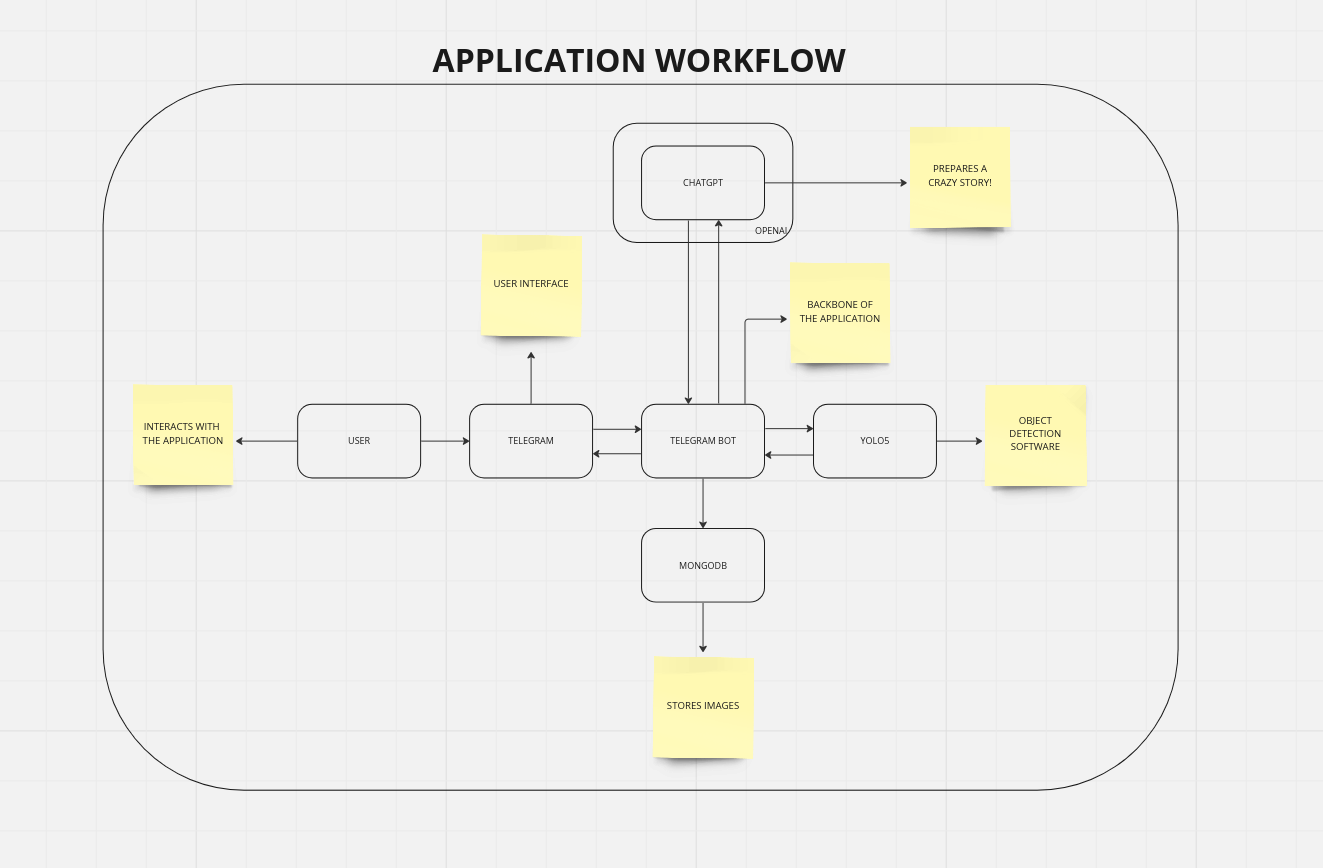 APPLICATION WORKFLOW
CHATGPT
OPENAI
PREPARES A
CRAZY STORY!
USER INTERFACE
BACKBONE OF
THE APPLICATION
INTERACTS WITH
THE APPLICATION
USER
TELEGRAM
TELEGRAM BOT
YOLO5
OBJECT
DETECTION
SOFTWARE
MONGODB
STORES IMAGES